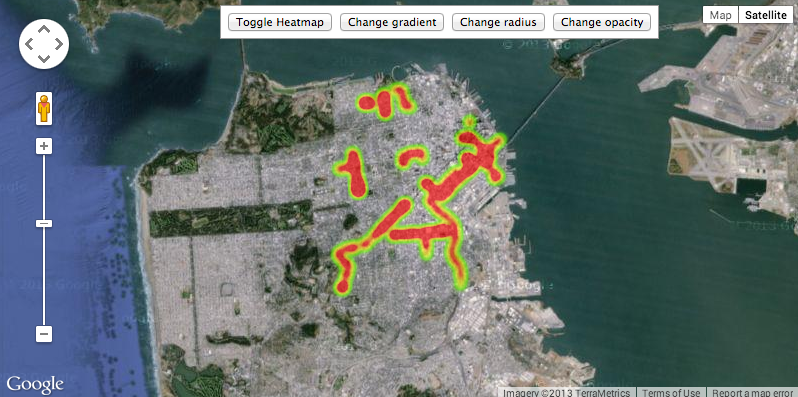 Toggle Heatmap Change gradient Change radius Change opacity Map Satellite
Google
Imagery ©2013 TerraMetrics Terms of Use Report a map error